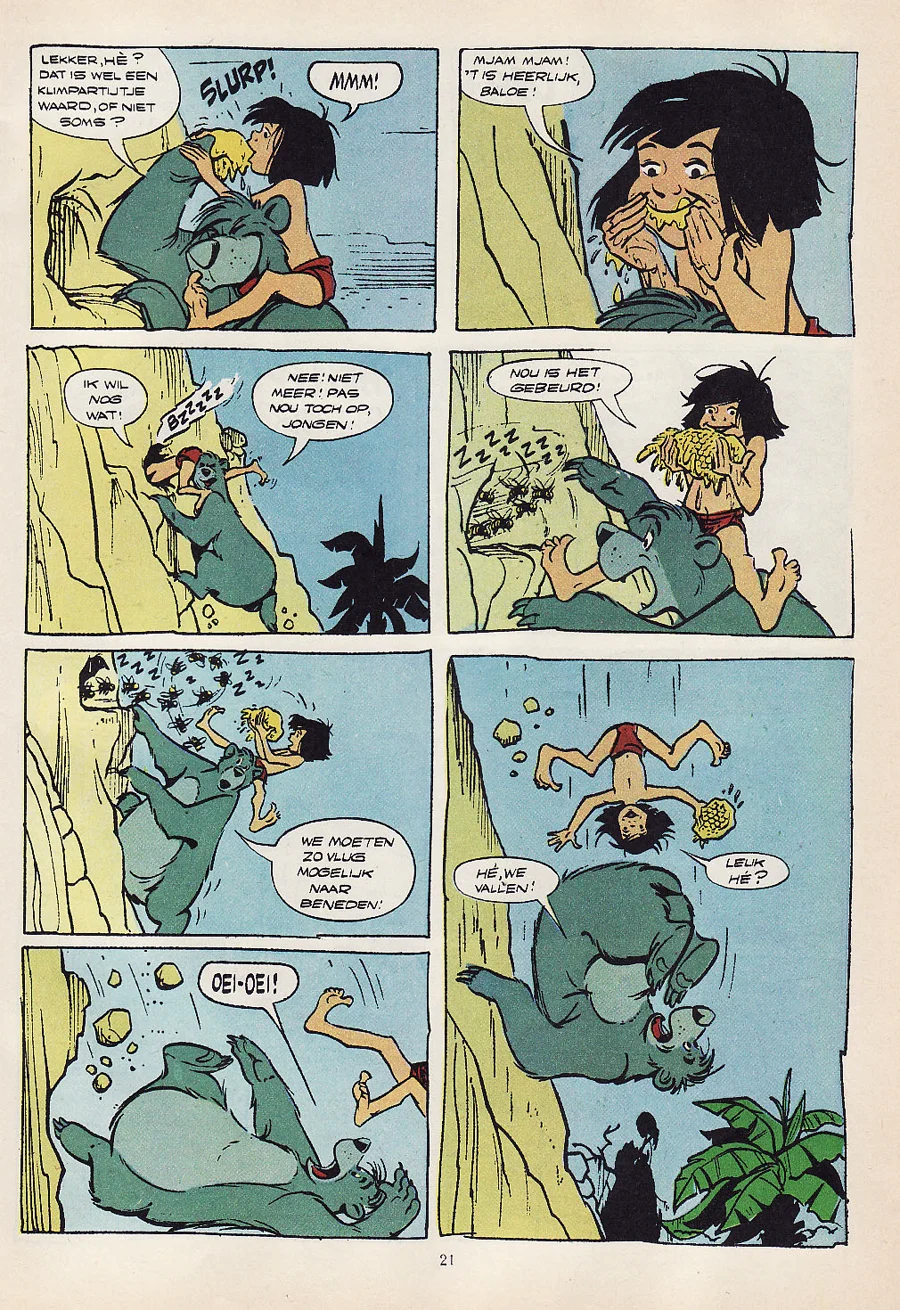 LEKKER, HÈ?
DAT IS WEL EEN
KLIMPARTIJTJE
WAARD, OF NIET
SOMS?
SLURP!
MMM!
MJAM MJAM!
'T IS HEERLIJK,
BALOE!
IK WIL
NOG
WAT!
BZZZZZ
NEE! NIET
MEER! PAS
NOU TOCH OP,
JONGEN!
NOU IS HET
GEBEURD!
ZZZZZZZZ
WE MOETEN
ZO VLUG
MOGELIJK
NAAR
BENEDEN!
HÉ, WE
VALLEN!
LEUK
HÉ?
OEI-OEI!
21